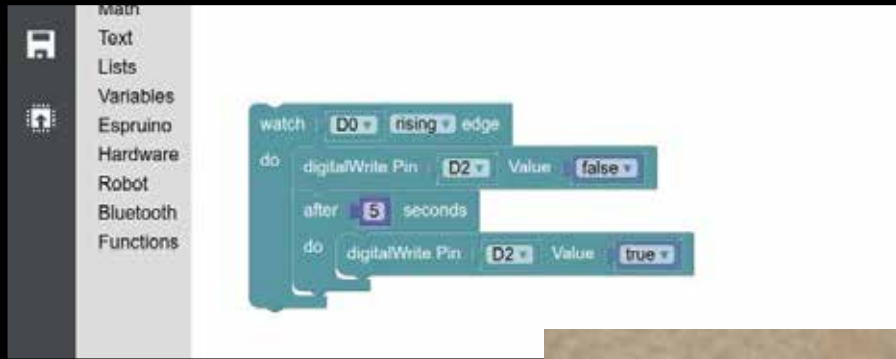 Math
Text
Lists
Variables
Espruino
Hardware
Robot
Bluetooth
Functions
watch D0 rising edge
do digitalWrite Pin D2 Value false
after 5 seconds
do digitalWrite Pin D2 Value true